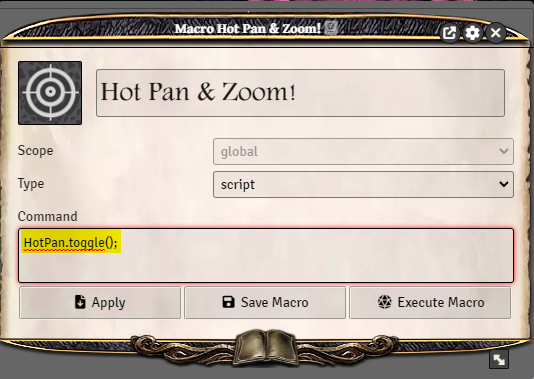 Macro Hot Pan & Zoom!
Hot Pan & Zoom!
Scope
global
Type
script
Command
HotPan.toggle();
Apply
Save Macro
Execute Macro